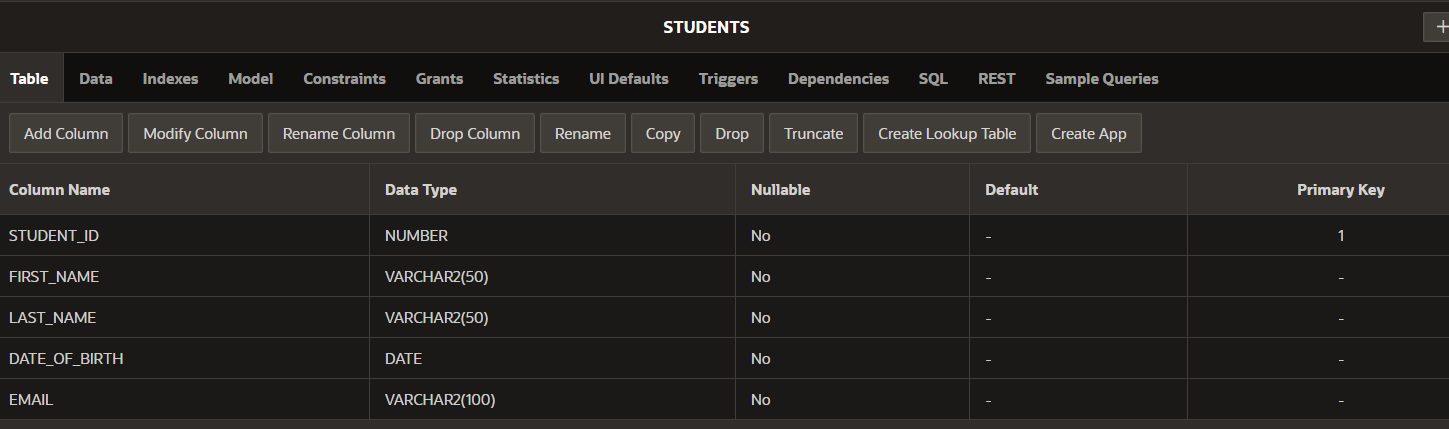 STUDENTS
+
Table Data Indexes Model Constraints Grants Statistics UI Defaults Triggers Dependencies SQL REST Sample Queries
Add Column Modify Column Rename Column Drop Column Rename Copy Drop Truncate Create Lookup Table Create App
Column Name Data Type Nullable Default Primary Key
STUDENT_ID NUMBER No - 1
FIRST_NAME VARCHAR2(50) No - -
LAST_NAME VARCHAR2(50) No - -
DATE_OF_BIRTH DATE No - -
EMAIL VARCHAR2(100) No - -